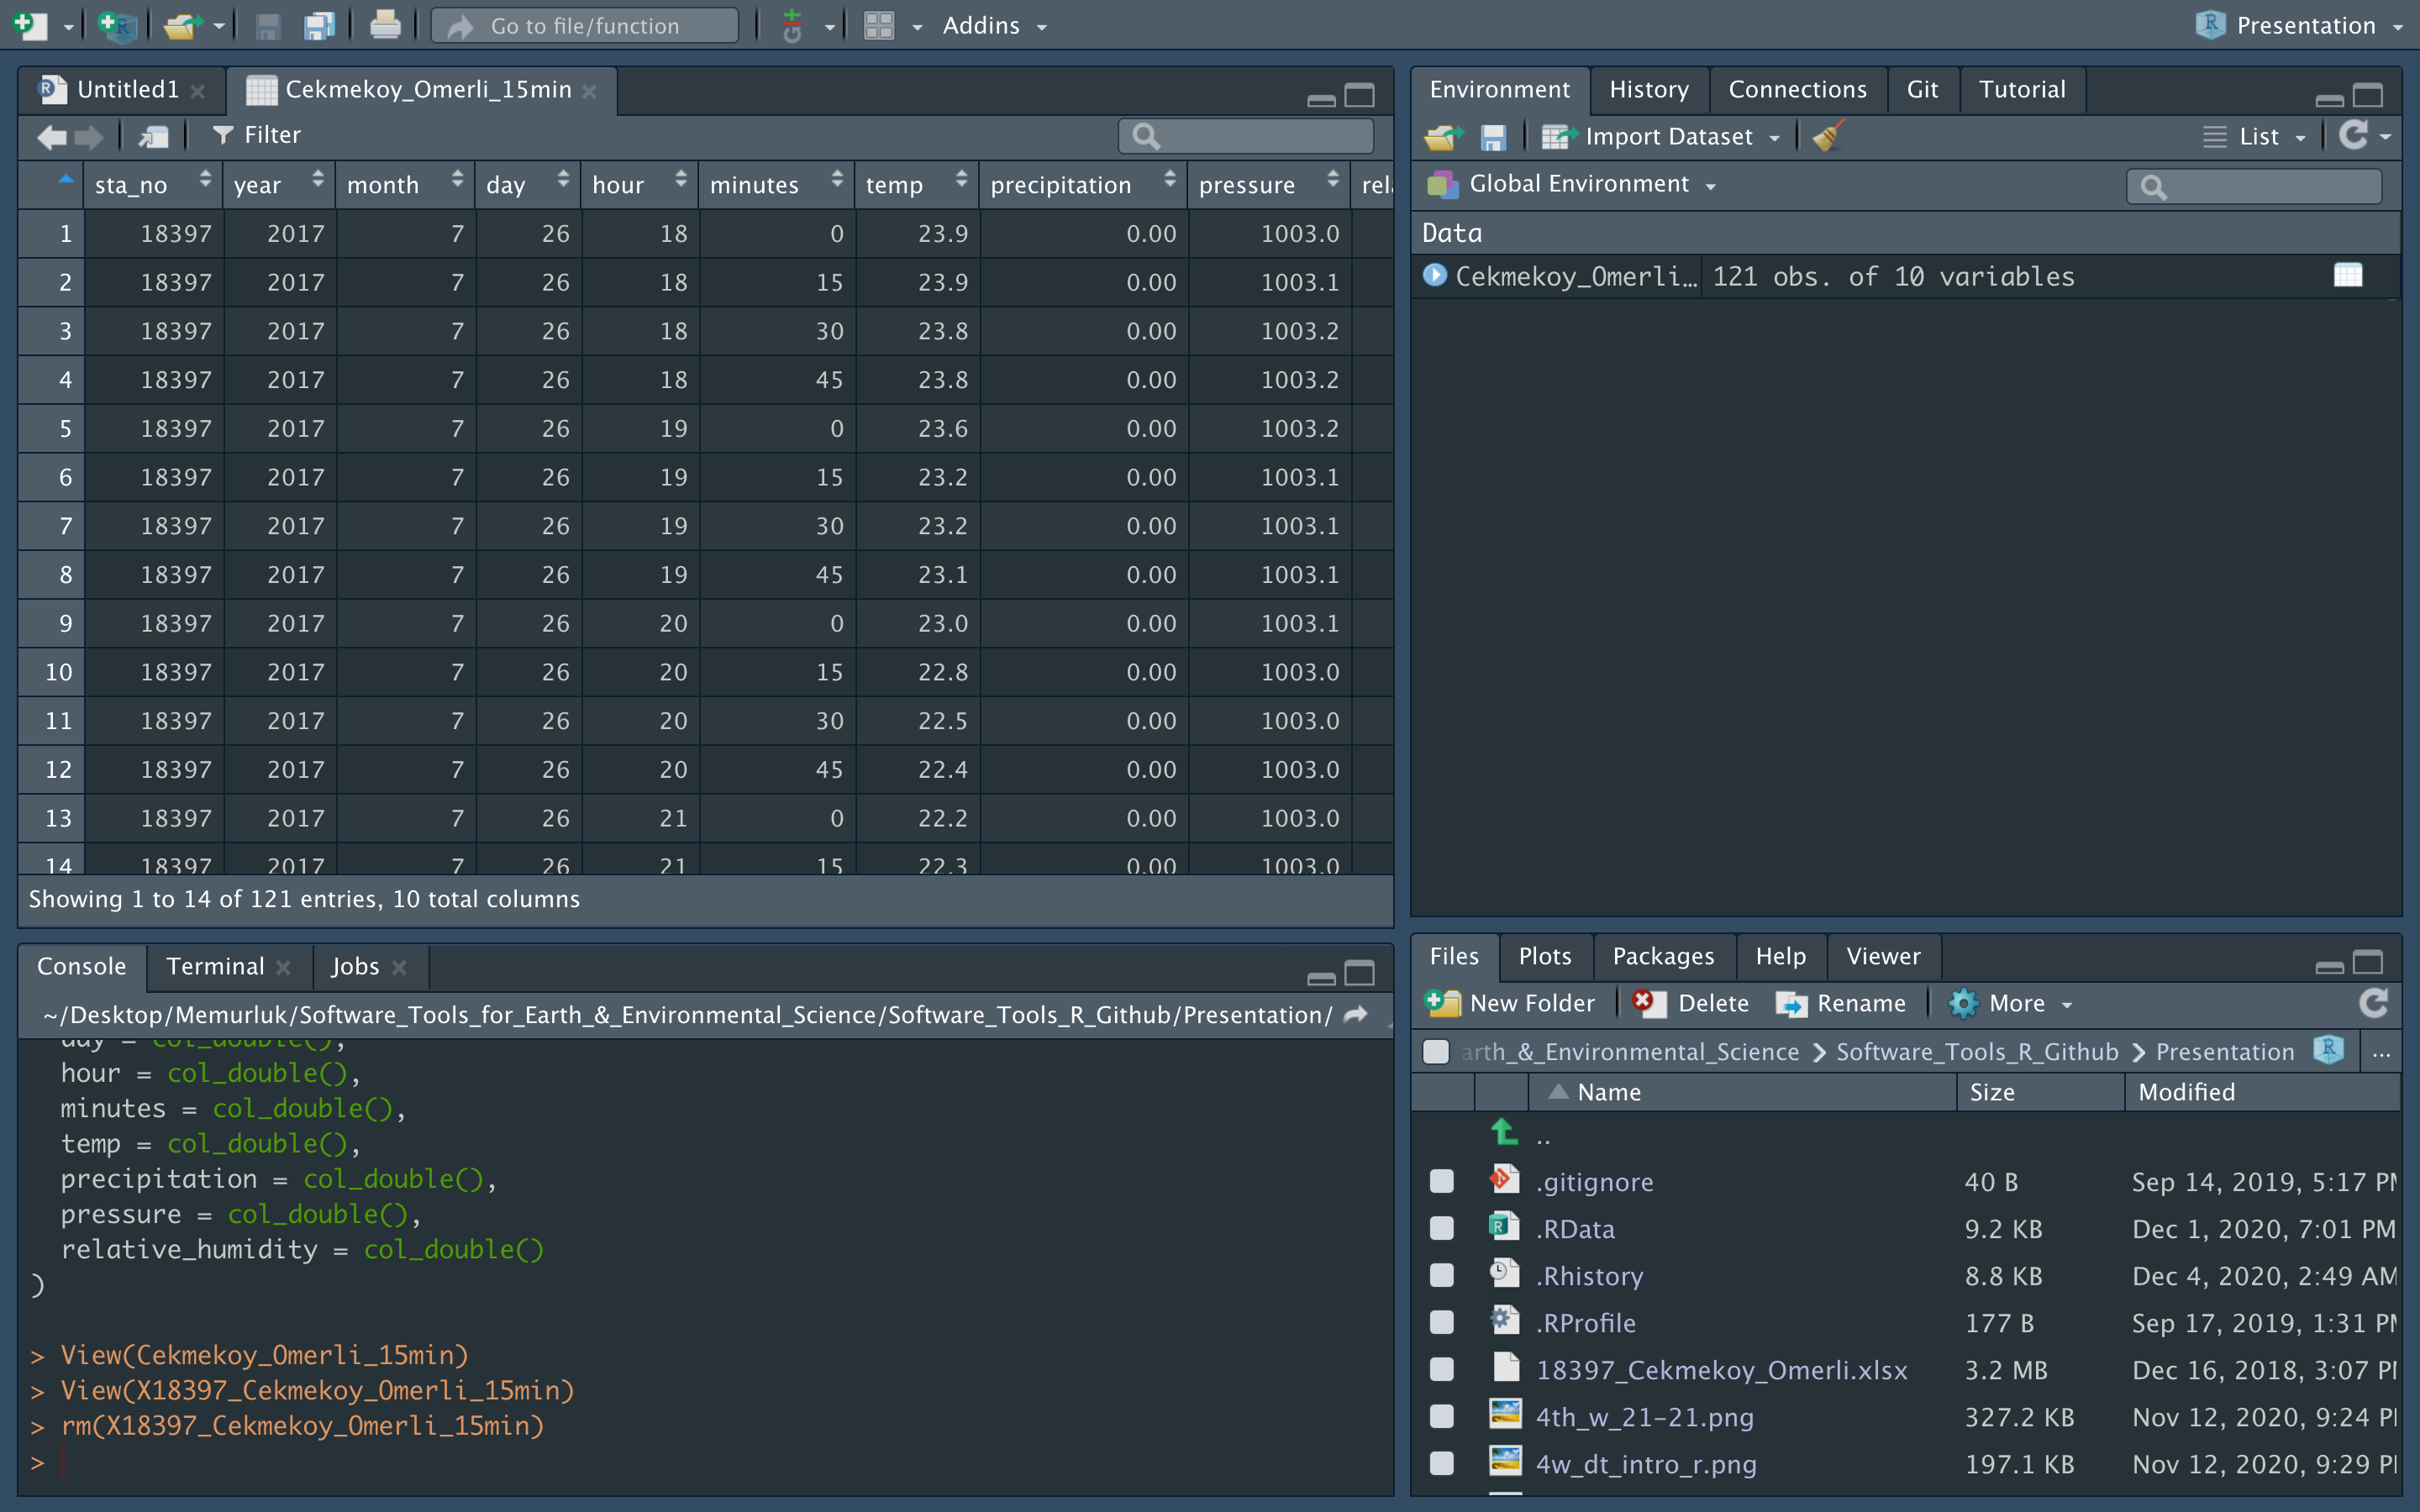 Go to file/function Addins Presentation
Untitled1 Cekmekoy_Omerli_15min
Filter
sta_no year month day hour minutes temp precipitation pressure rel
1 18397 2017 7 26 18 0 23.9 0.00 1003.0
2 18397 2017 7 26 18 15 23.9 0.00 1003.1
3 18397 2017 7 26 18 30 23.8 0.00 1003.2
4 18397 2017 7 26 18 45 23.8 0.00 1003.2
5 18397 2017 7 26 19 0 23.6 0.00 1003.2
6 18397 2017 7 26 19 15 23.2 0.00 1003.1
7 18397 2017 7 26 19 30 23.2 0.00 1003.1
8 18397 2017 7 26 19 45 23.1 0.00 1003.1
9 18397 2017 7 26 20 0 23.0 0.00 1003.1
10 18397 2017 7 26 20 15 22.8 0.00 1003.0
11 18397 2017 7 26 20 30 22.5 0.00 1003.0
12 18397 2017 7 26 20 45 22.4 0.00 1003.0
13 18397 2017 7 26 21 0 22.2 0.00 1003.0
14 18397 2017 7 26 21 15 22.3 0.00 1003.0
Showing 1 to 14 of 121 entries, 10 total columns
Console Terminal Jobs
~/Desktop/Memurluk/Software_Tools_for_Earth_&_Environmental_Science/Software_Tools_R_Github/Presentation/
day = col_double(),
hour = col_double(),
minutes = col_double(),
temp = col_double(),
precipitation = col_double(),
pressure = col_double(),
relative_humidity = col_double()
)
> View(Cekmekoy_Omerli_15min)
> View(X18397_Cekmekoy_Omerli_15min)
> rm(X18397_Cekmekoy_Omerli_15min)
>
Environment History Connections Git Tutorial
Import Dataset List
Global Environment
Data
Cekmekoy_Omerli… 121 obs. of 10 variables
Files Plots Packages Help Viewer
New Folder Delete Rename More
arth_&_Environmental_Science Software_Tools_R_Github Presentation ...
Name Size Modified
..
.gitignore 40 B Sep 14, 2019, 5:17 PM
.RData 9.2 KB Dec 1, 2020, 7:01 PM
.Rhistory 8.8 KB Dec 4, 2020, 2:49 AM
.RProfile 177 B Sep 17, 2019, 1:31 PM
18397_Cekmekoy_Omerli.xlsx 3.2 MB Dec 16, 2018, 3:07 PM
4th_w_21-21.png 327.2 KB Nov 12, 2020, 9:24 P
4w_dt_intro_r.png 197.1 KB Nov 12, 2020, 9:29 P